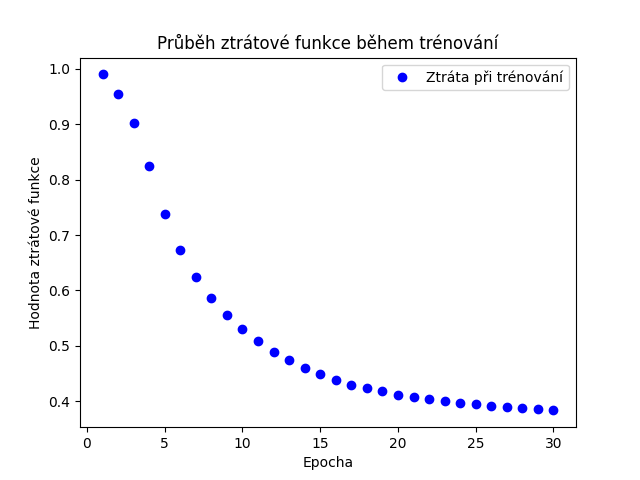 Průběh ztrátové funkce během trénování
Ztráta při trénování
Hodnota ztrátové funkce
1.0
0.9
0.8
0.7
0.6
0.5
0.4
0 5 10 15 20 25 30
Epocha